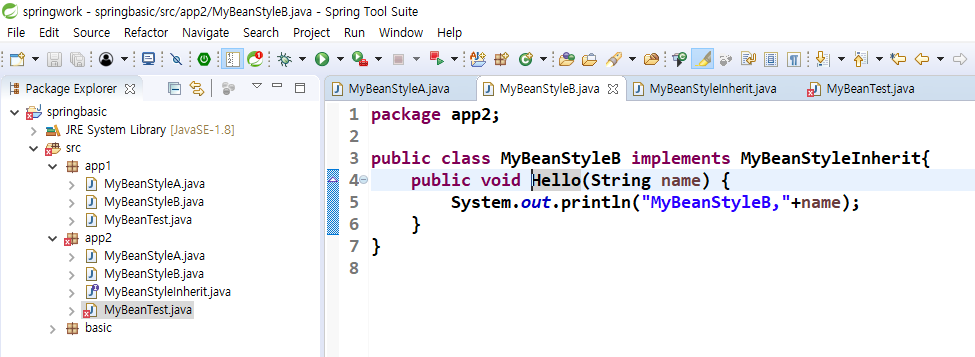 springwork - springbasic/src/app2/MyBeanStyleB.java - Spring Tool Suite
File Edit Source Refactor Navigate Search Project Run Window Help
Package Explorer
MyBeanStyleA.java MyBeanStyleB.java MyBeanStyleInherit.java MyBeanTest.java
springbasic
JRE System Library [JavaSE-1.8]
src
app1
MyBeanStyleA.java
MyBeanStyleB.java
MyBeanTest.java
app2
MyBeanStyleA.java
MyBeanStyleB.java
MyBeanStyleInherit.java
MyBeanTest.java
basic
1 package app2;
2
3 public class MyBeanStyleB implements MyBeanStyleInherit{
4 public void Hello(String name) {
5 System.out.println("MyBeanStyleB,"+name);
6 }
7 }
8